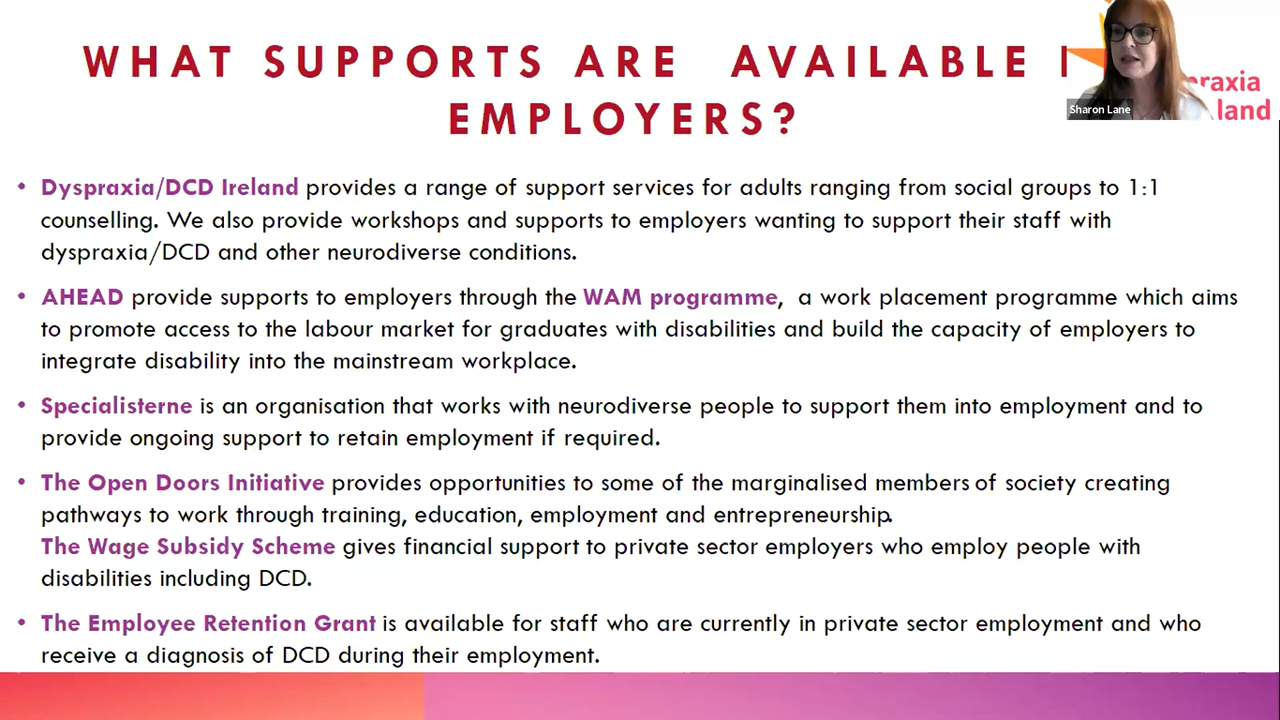 WHAT SUPPORTS ARE AVAILABLE
EMPLOYERS?
Sharon Lane
raxia
land
• Dyspraxia/DCD Ireland provides a range of support services for adults ranging from social groups to 1:1
counselling. We also provide workshops and supports to employers wanting to support their staff with
dyspraxia/DCD and other neurodiverse conditions.
• AHEAD provide supports to employers through the WAM programme, a work placement programme which aims
to promote access to the labour market for graduates with disabilities and build the capacity of employers to
integrate disability into the mainstream workplace.
• Specialisterne is an organisation that works with neurodiverse people to support them into employment and to
provide ongoing support to retain employment if required.
• The Open Doors Initiative provides opportunities to some of the marginalised members of society creating
pathways to work through training, education, employment and entrepreneurship.
The Wage Subsidy Scheme gives financial support to private sector employers who employ people with
disabilities including DCD.
• The Employee Retention Grant is available for staff who are currently in private sector employment and who
receive a diagnosis of DCD during their employment.